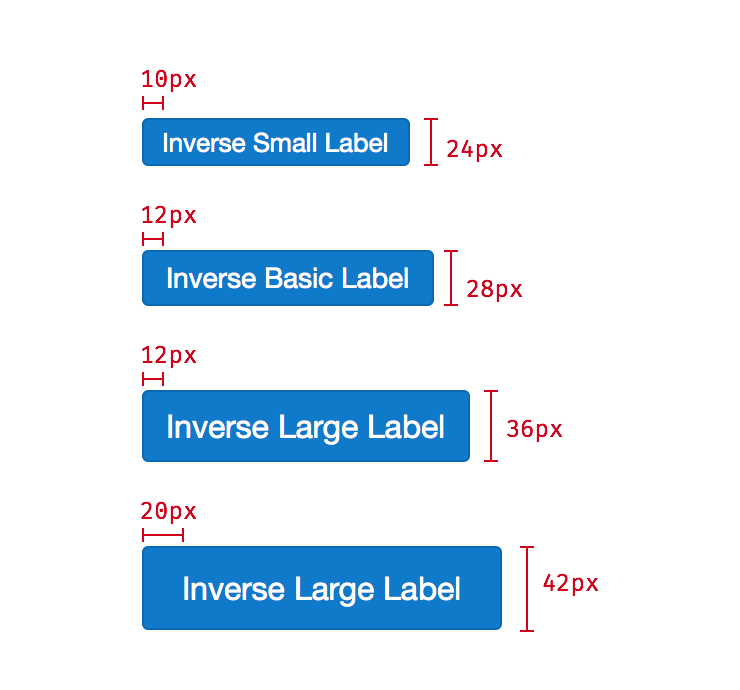 10px
Inverse Small Label
24px
12px
Inverse Basic Label
28px
12px
Inverse Large Label
36px
20px
Inverse Large Label
42px